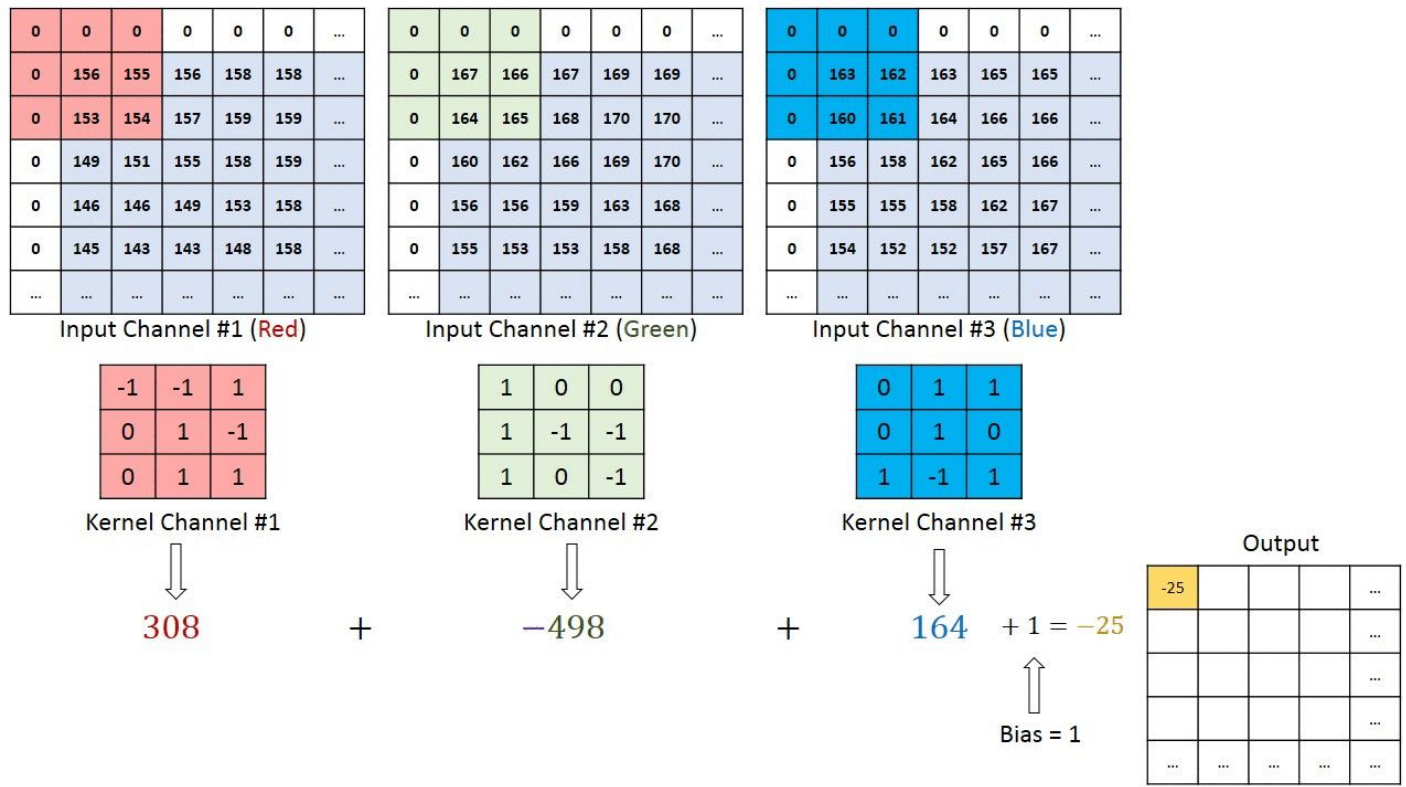 0 0 0 0 0 0 ...
0 156 155 156 158 158 ...
0 153 154 157 159 159 ...
0 149 151 155 158 159 ...
0 146 146 149 153 158 ...
0 145 143 143 148 158 ...
... ... ... ... ... ... ...
Input Channel #1 (Red)
0 0 0 0 0 0 ...
0 167 166 167 169 169 ...
0 164 165 168 170 170 ...
0 160 162 166 169 170 ...
0 156 156 159 163 168 ...
0 155 153 153 158 168 ...
... ... ... ... ... ... ...
Input Channel #2 (Green)
0 0 0 0 0 0 ...
0 163 162 163 165 165 ...
0 160 161 164 166 166 ...
0 156 158 162 165 166 ...
0 155 155 158 162 167 ...
0 154 152 152 157 167 ...
... ... ... ... ... ... ...
Input Channel #3 (Blue)
-1 -1 1
0 1 -1
0 1 1
Kernel Channel #1
1 0 0
1 -1 -1
1 0 -1
Kernel Channel #2
0 1 1
0 1 0
1 -1 1
Kernel Channel #3
308 + −498 + 164 + 1 = −25
Bias = 1
Output
-25 ...
...
...
...
... ... ... ... ...